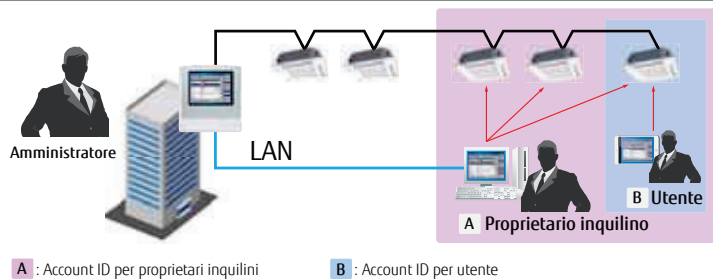 Amministratore
LAN
B Utente
A Proprietario inquilino
A : Account ID per proprietari inquilini
B : Account ID per utente